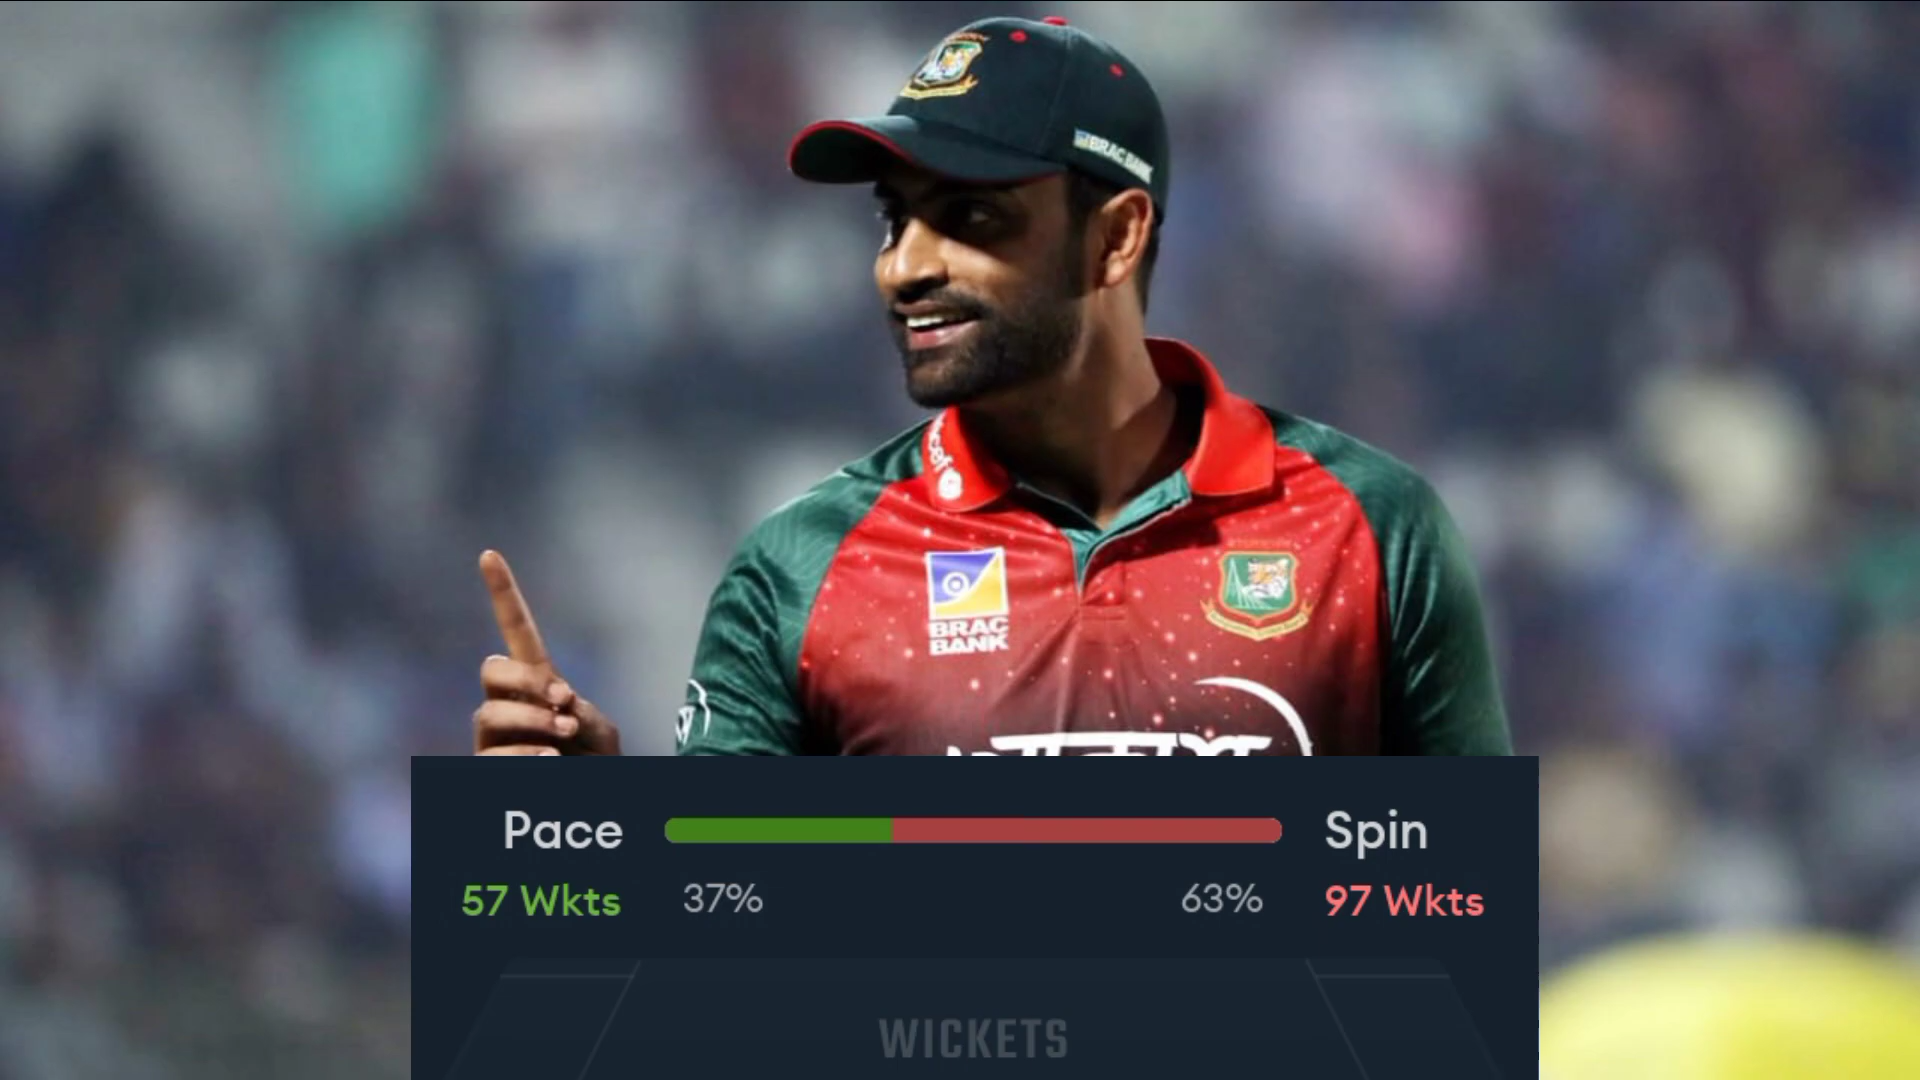 BRAC BANK
BRAC
BANK
Pace
Spin
57 Wkts
37%
63%
97 Wkts
WICKETS